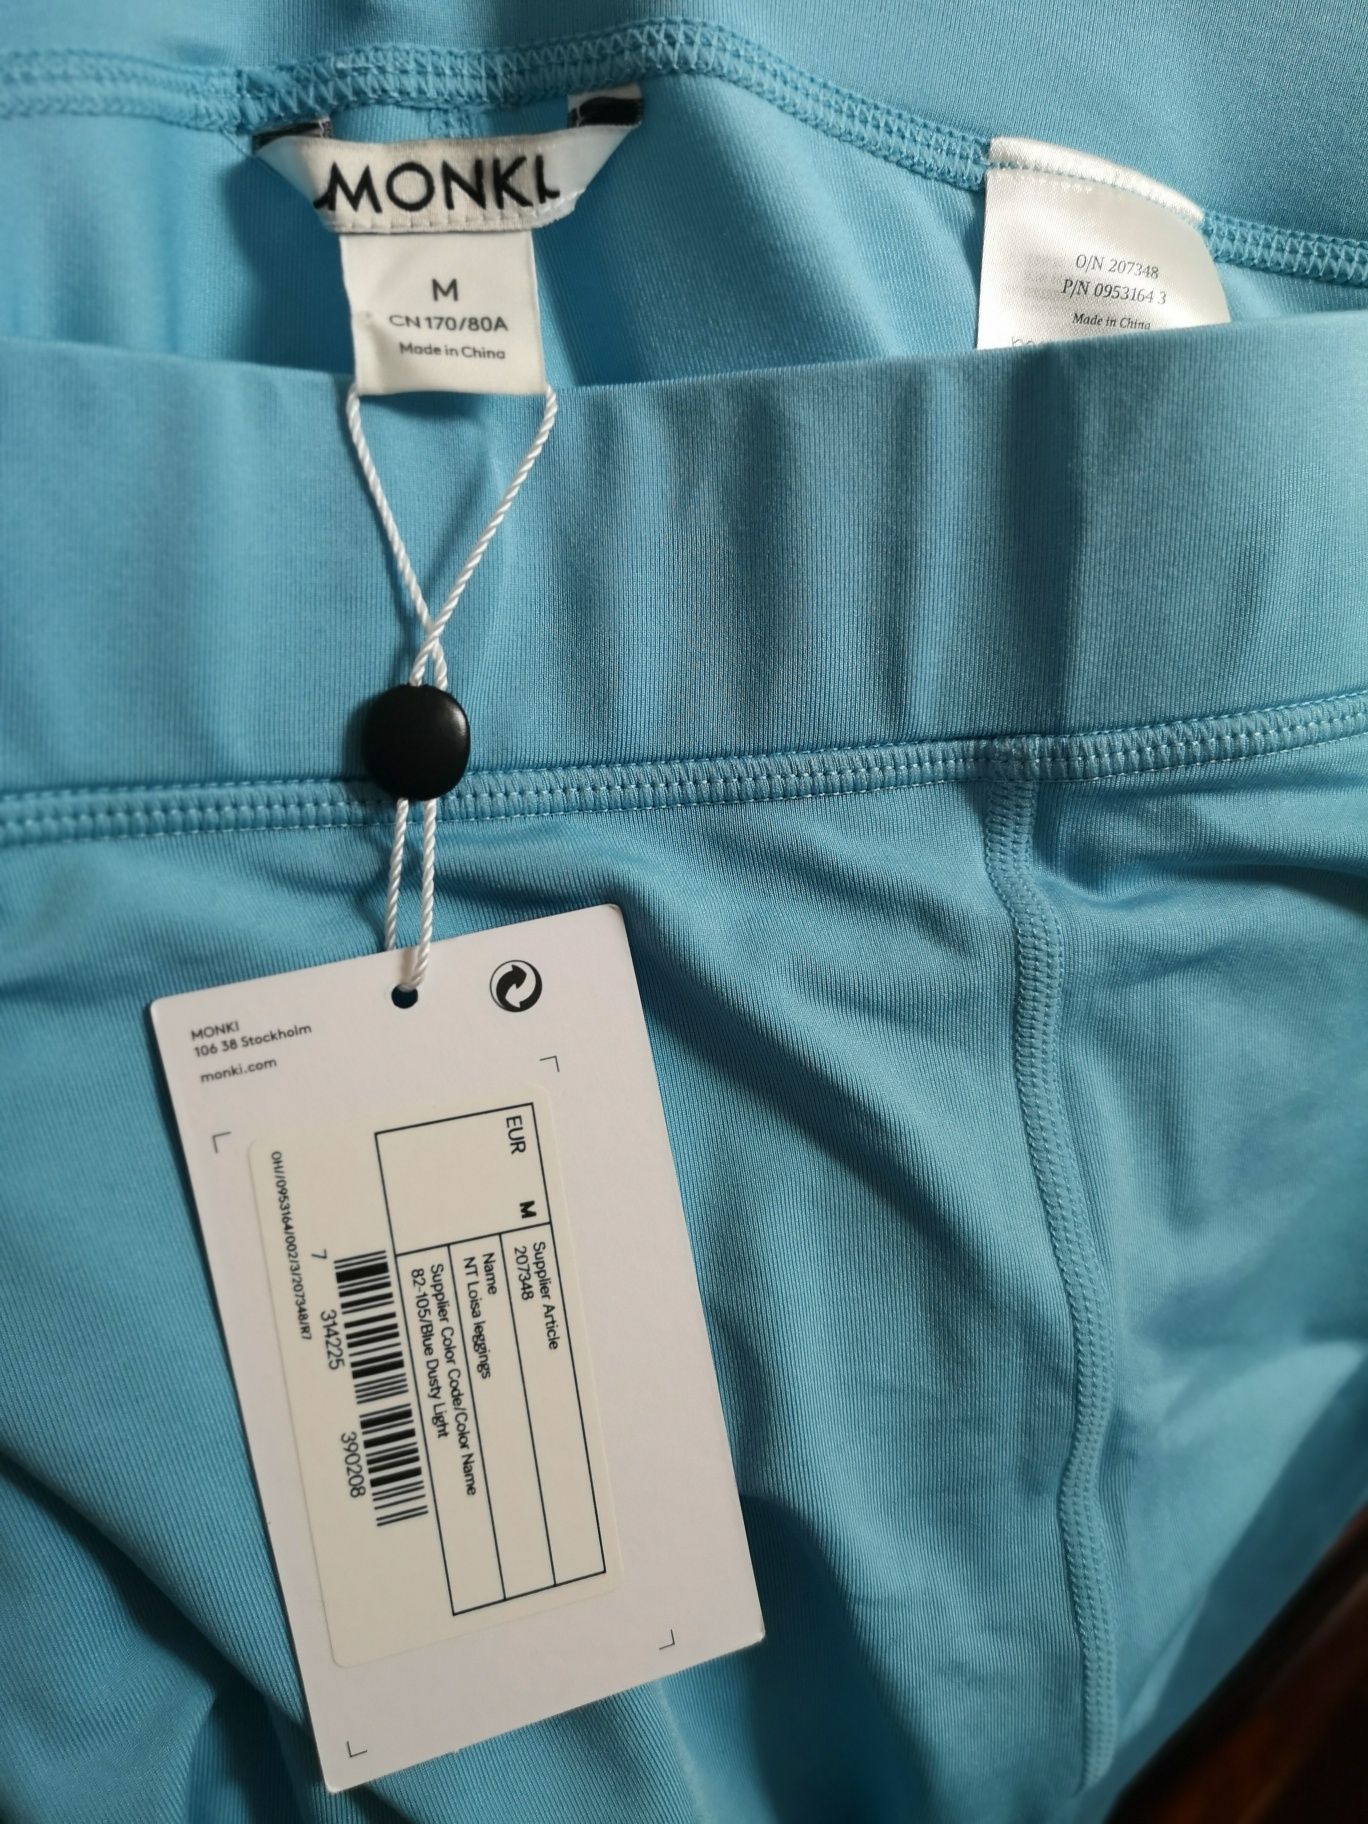 MONKI
M
CN 170/80A
Made in China
O/N 207348
P/N 0953164 3
Made in China
MONKI
106 38 Stockholm
monki.com
EUR M
Supplier Article
207348
Name
NT Loisa leggings
Supplier Color Code/Color Name
82-105/Blue Dusty Light
7 314225 390208
OH//0953164/002/3/207348/R7